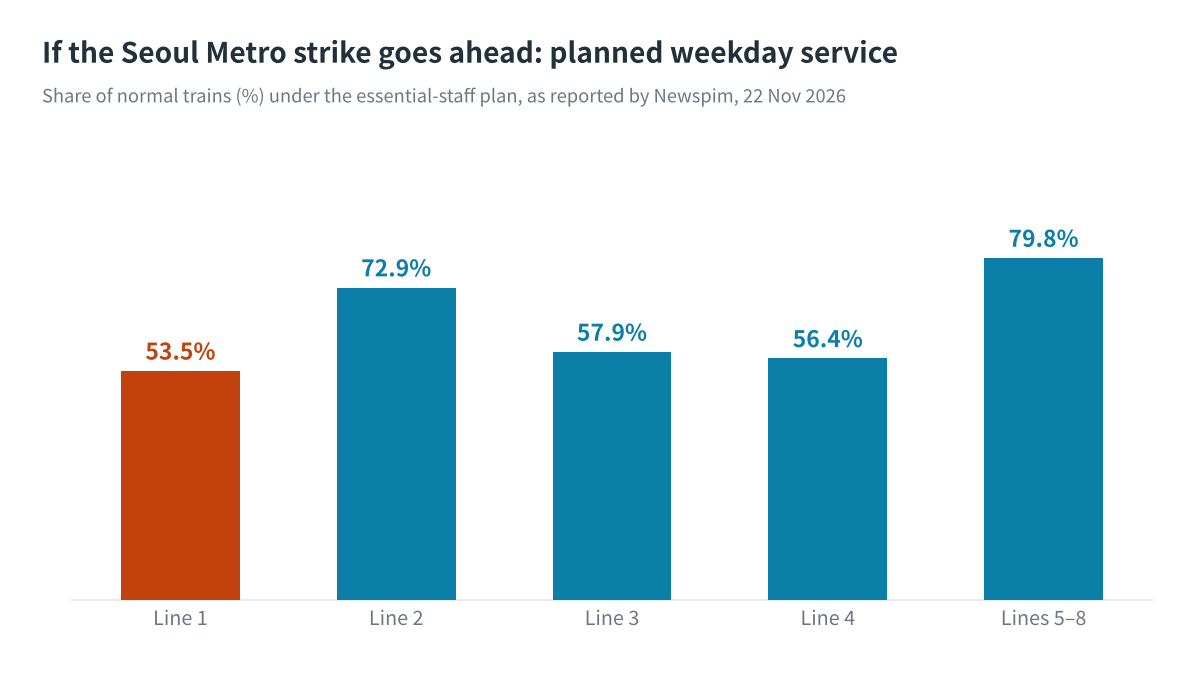 If the Seoul Metro strike goes ahead: planned weekday service
Share of normal trains (%) under the essential-staff plan, as reported by Newspim, 22 Nov 2026
53.5%
72.9%
57.9%
56.4%
79.8%
Line 1
Line 2
Line 3
Line 4
Lines 5–8